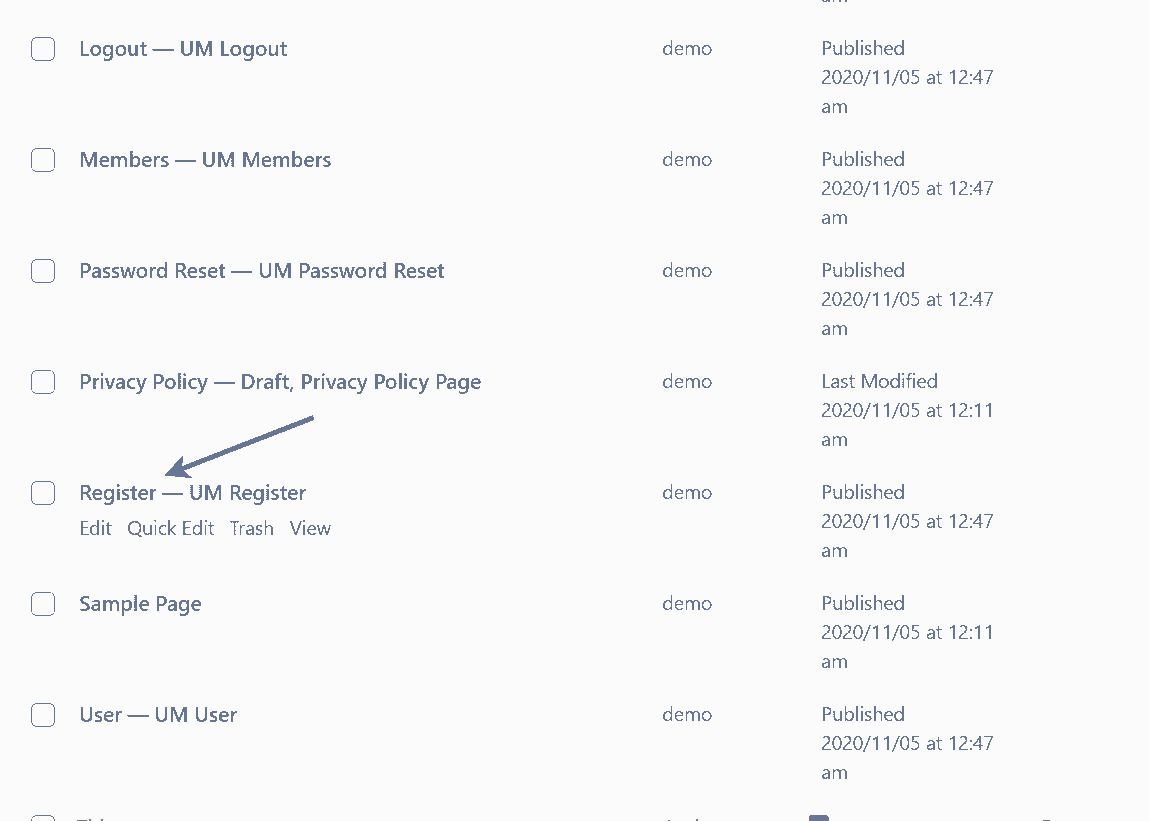 Logout — UM Logout demo Published
2020/11/05 at 12:47
am
Members — UM Members demo Published
2020/11/05 at 12:47
am
Password Reset — UM Password Reset demo Published
2020/11/05 at 12:47
am
Privacy Policy — Draft, Privacy Policy Page demo Last Modified
2020/11/05 at 12:11
am
Register — UM Register demo Published
2020/11/05 at 12:47
Edit Quick Edit Trash View
am
Sample Page demo Published
2020/11/05 at 12:11
am
User — UM User demo Published
2020/11/05 at 12:47
am